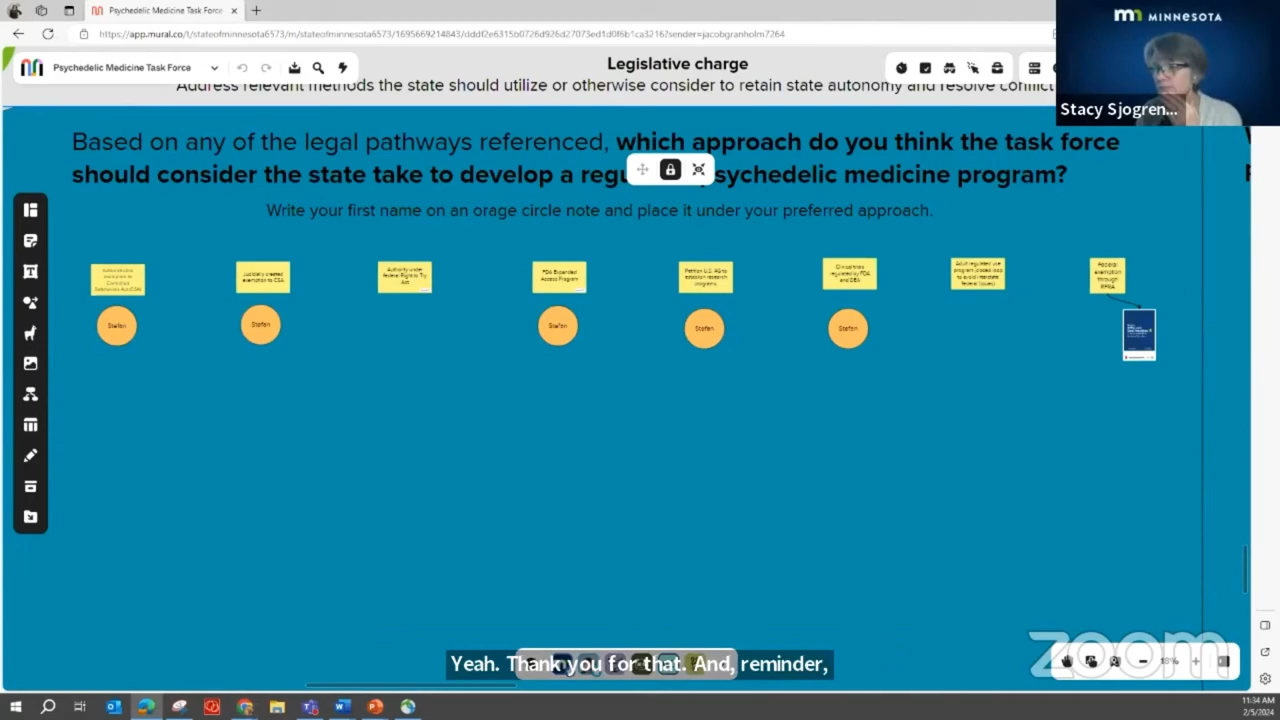 Psychedelic Medicine Task Force
https://app.mural.co/t/stateofminnesota6573/m/stateofminnesota6573/1695669214843/dddf2e6315b0726d926d27073ed1d0f6b1ca3216?sender=jacobgranholm7264
MINNESOTA
Psychedelic Medicine Task Force
Legislative charge
Address relevant methods the state should utilize or otherwise consider to retain state autonomy and resolve conflict
Stacy Sjogren...
Based on any of the legal pathways referenced, which approach do you think the task force
should consider the state take to develop a regu sychedelic medicine program?
Write your first name on an orage circle note and place it under your preferred approach.
Judicially created
exemption to CSA
Authority under
federal Right to Try
Act
FDA Expanded
Access Program
Petition U.S. AG to
establish research
programs
Clinical trials
regulated by FDA
and DEA
Adult regulated use
program (closed loop
to avoid interstate
federal issues)
Federal
exemption
through
RFRA
Stefan
Stefan
Stefan
Stefan
Stefan
Yeah. Thank you for that. And, reminder,
zoom
18%
11:34 AM
2/5/2024